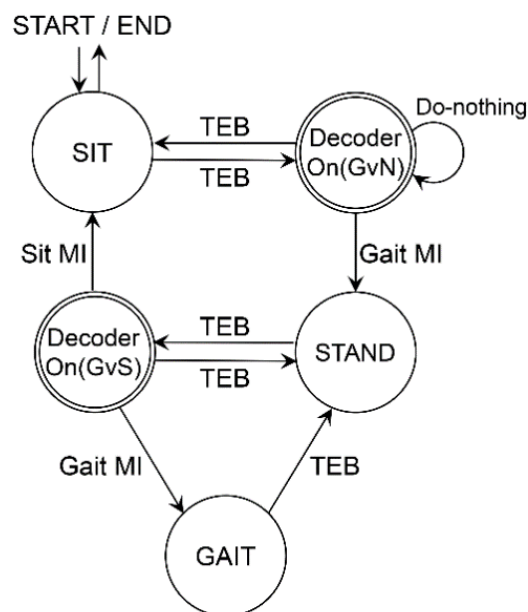 START / END
SIT
TEB
TEB
Decoder
On(GvN)
Do-nothing
Sit MI
Gait MI
Decoder
On(GvS)
TEB
TEB
STAND
Gait MI
TEB
GAIT